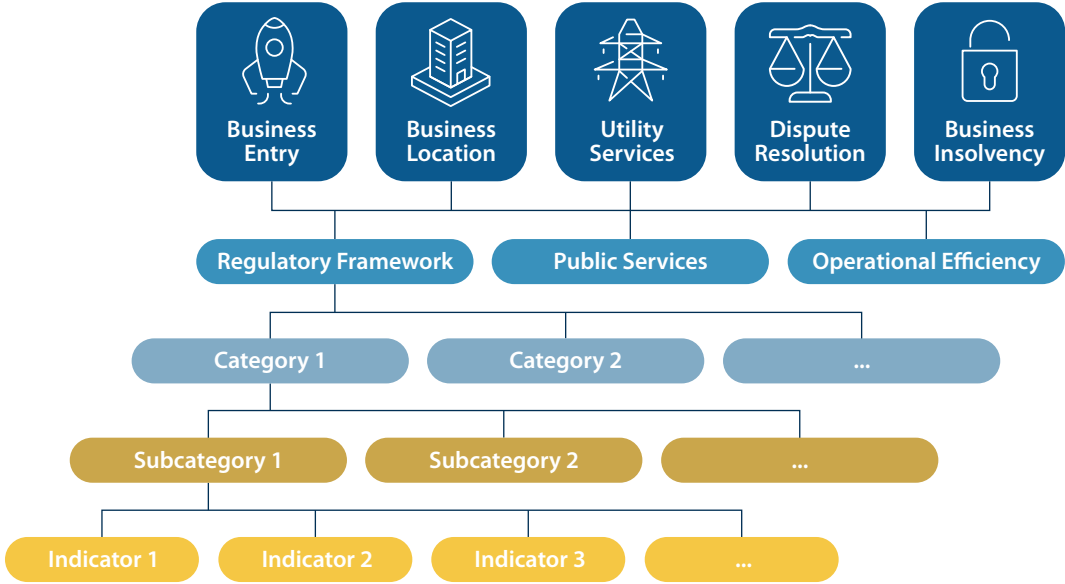 Business
Entry
Business
Location
Utility
Services
Dispute
Resolution
Business
Insolvency
Regulatory Framework
Public Services
Operational Efficiency
Category 1
Category 2
...
Subcategory 1
Subcategory 2
...
Indicator 1
Indicator 2
Indicator 3
...